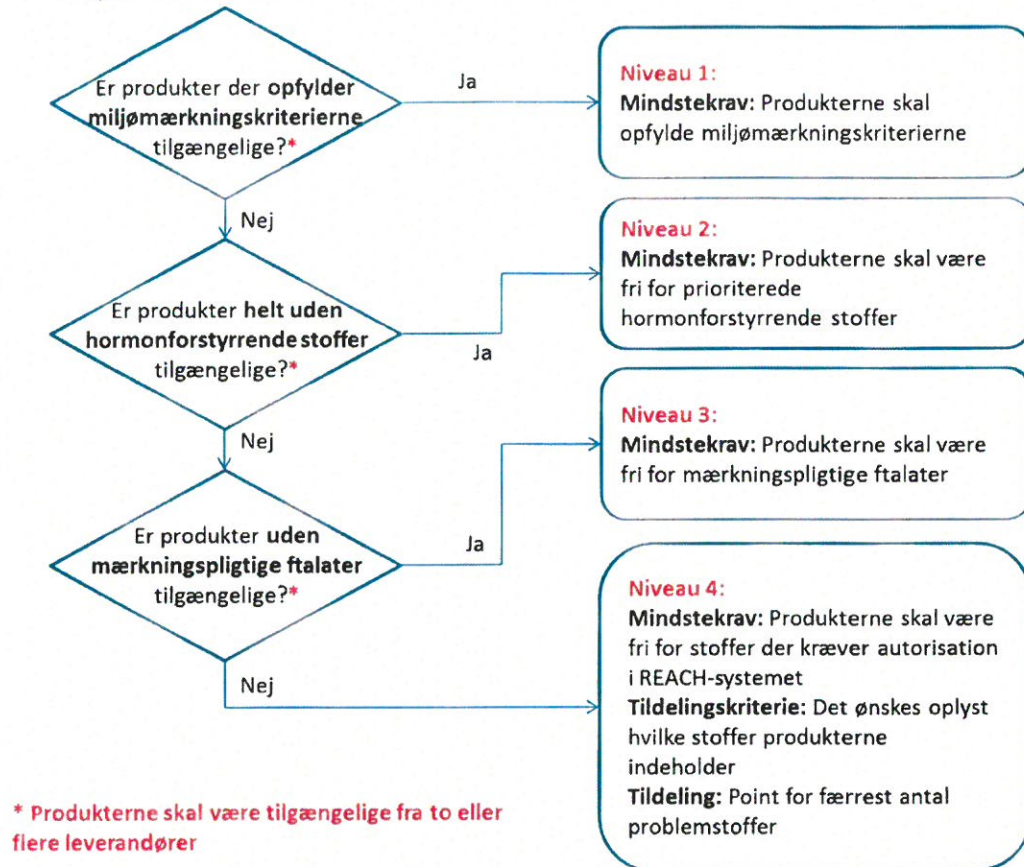 Er produkter der opfylder
miljømærkningskriterierne
tilgængelige?*
Ja
Niveau 1:
Mindstekrav: Produkterne skal
opfylde miljømærkningskriterierne
Nej
Er produkter helt uden
hormonforstyrrende stoffer
tilgængelige?*
Ja
Niveau 2:
Mindstekrav: Produkterne skal være
fri for prioriterede
hormonforstyrrende stoffer
Nej
Er produkter uden
mærkningspligtige ftalater
tilgængelige?*
Ja
Niveau 3:
Mindstekrav: Produkterne skal være
fri for mærkningspligtige ftalater
Nej
Niveau 4:
Mindstekrav: Produkterne skal være
fri for stoffer der kræver autorisation
i REACH-systemet
Tildelingskriterie: Det ønskes oplyst
hvilke stoffer produkterne
indeholder
Tildeling: Point for færrest antal
problemstoffer
* Produkterne skal være tilgængelige fra to eller
flere leverandører